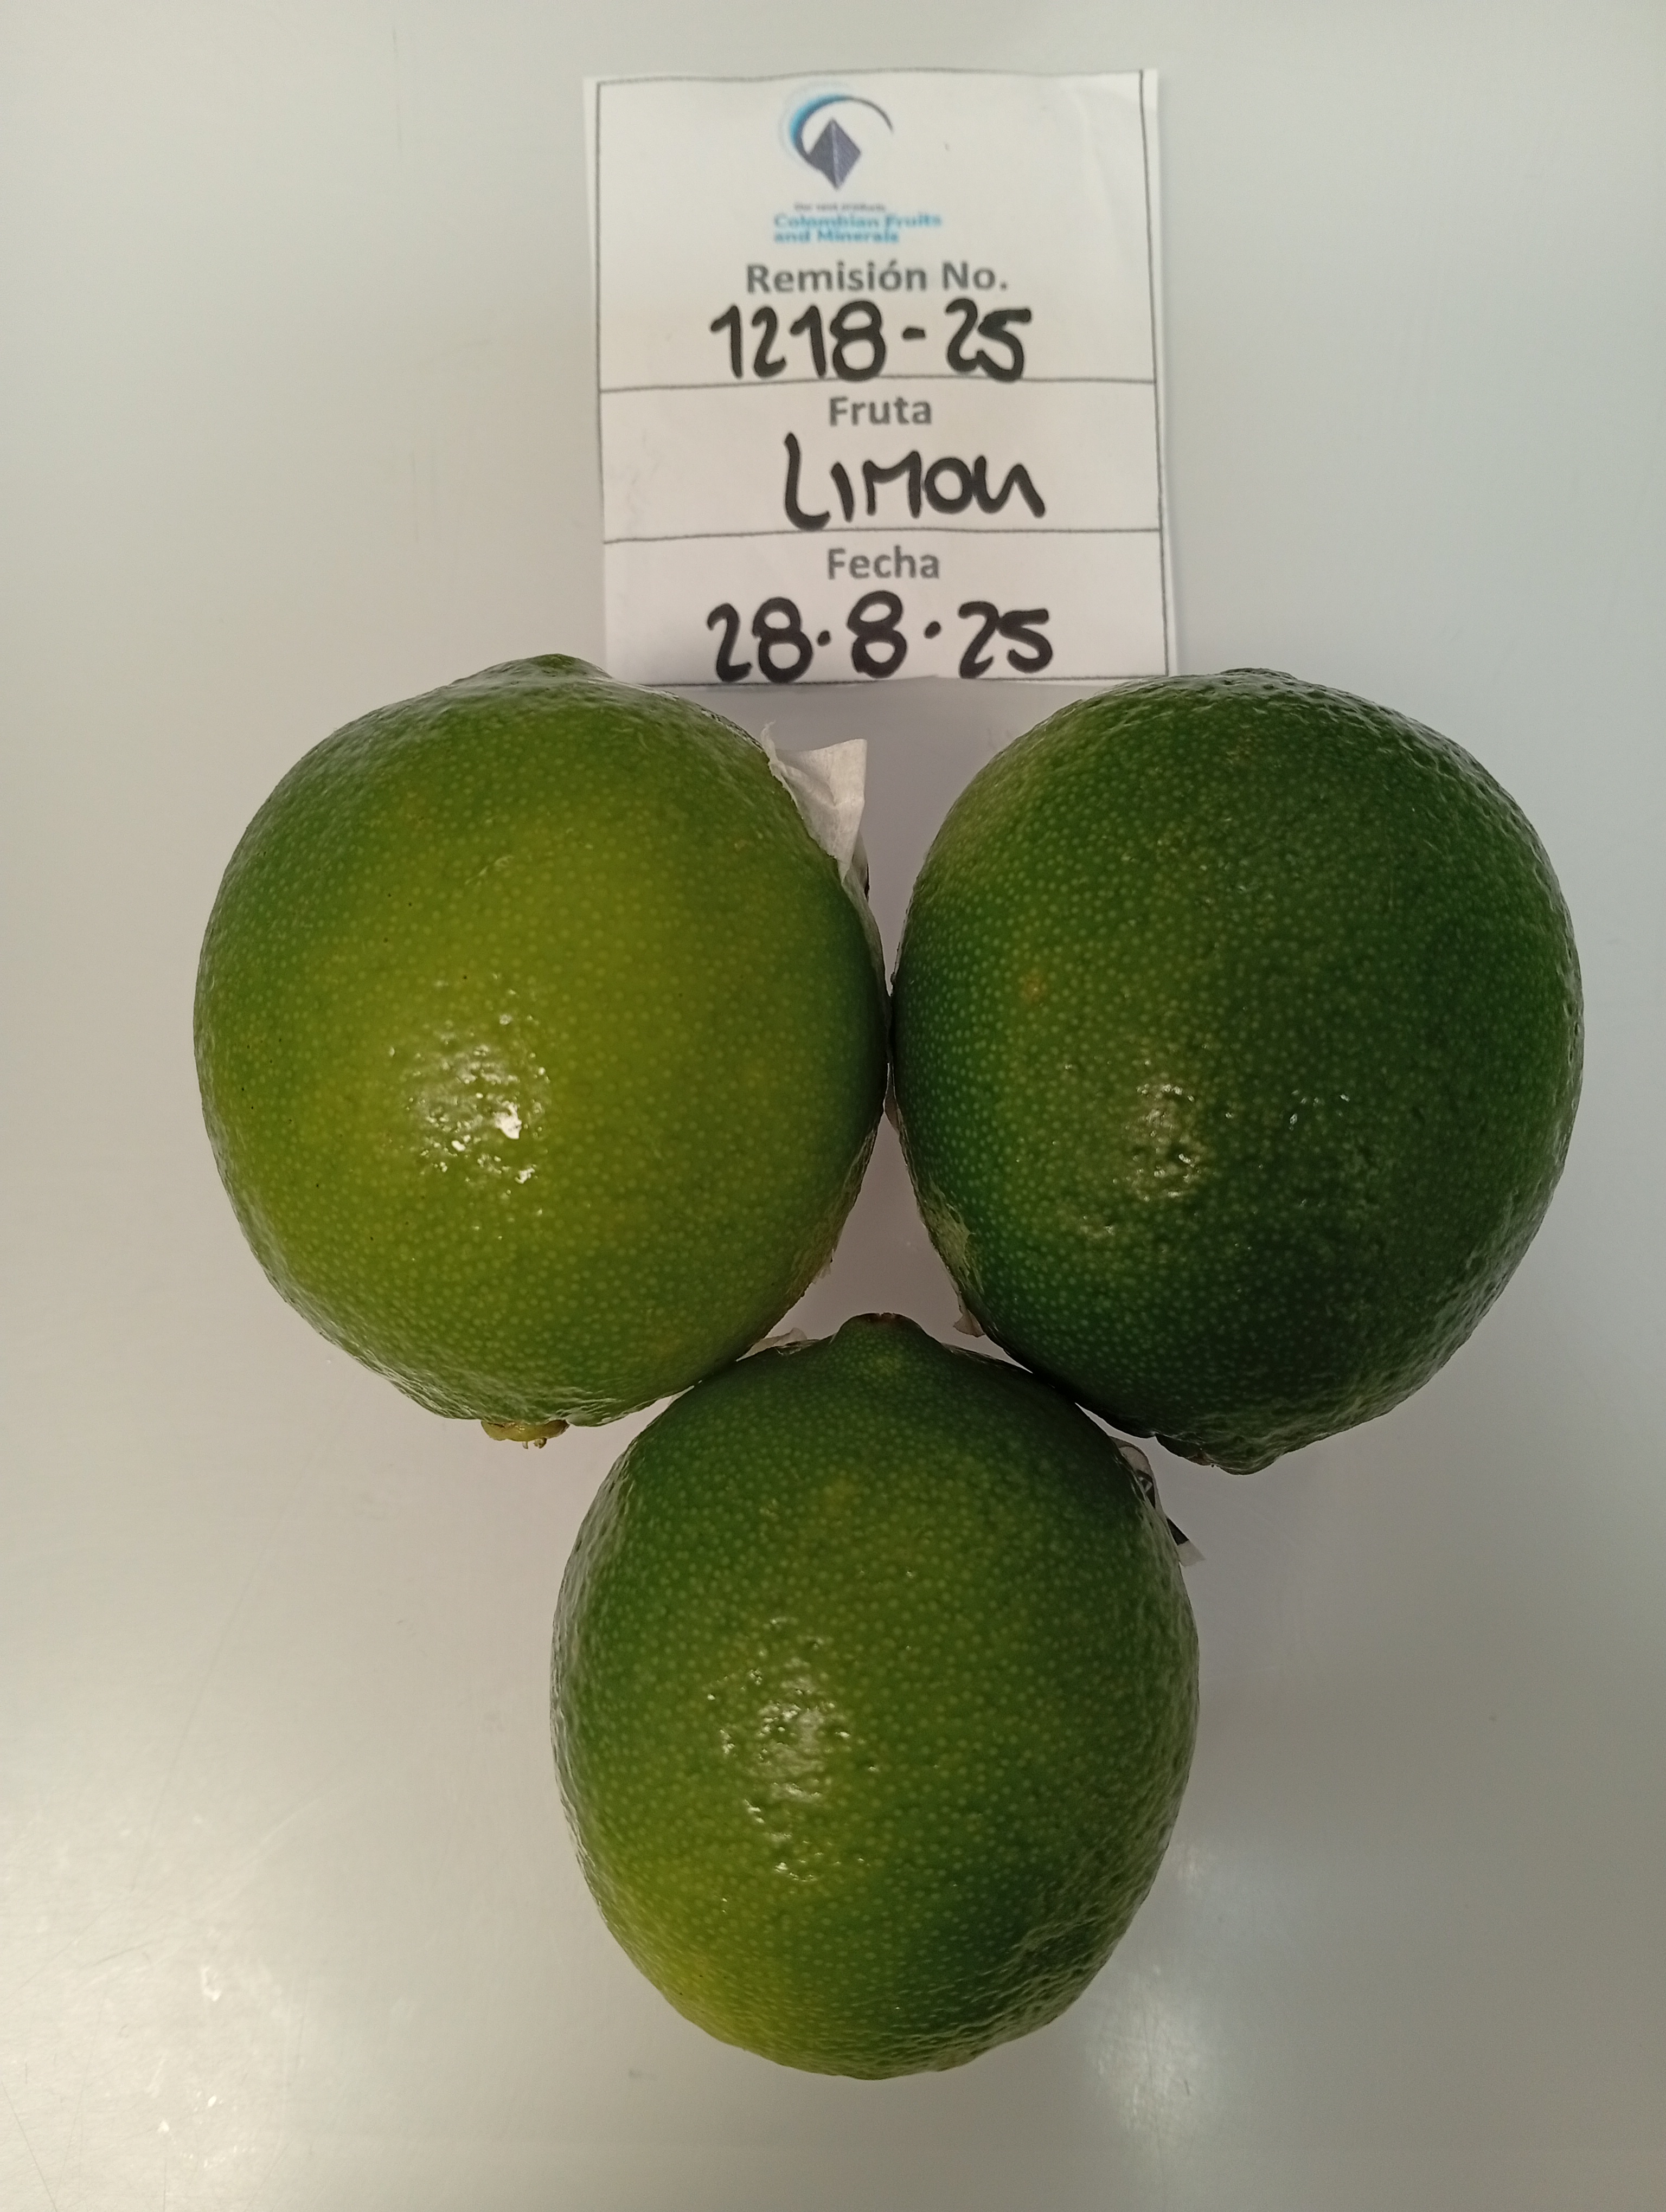 Colombian Fruits
and Minerals
Remisión No.
1218-25
Fruta
LIMON
Fecha
28.8.25